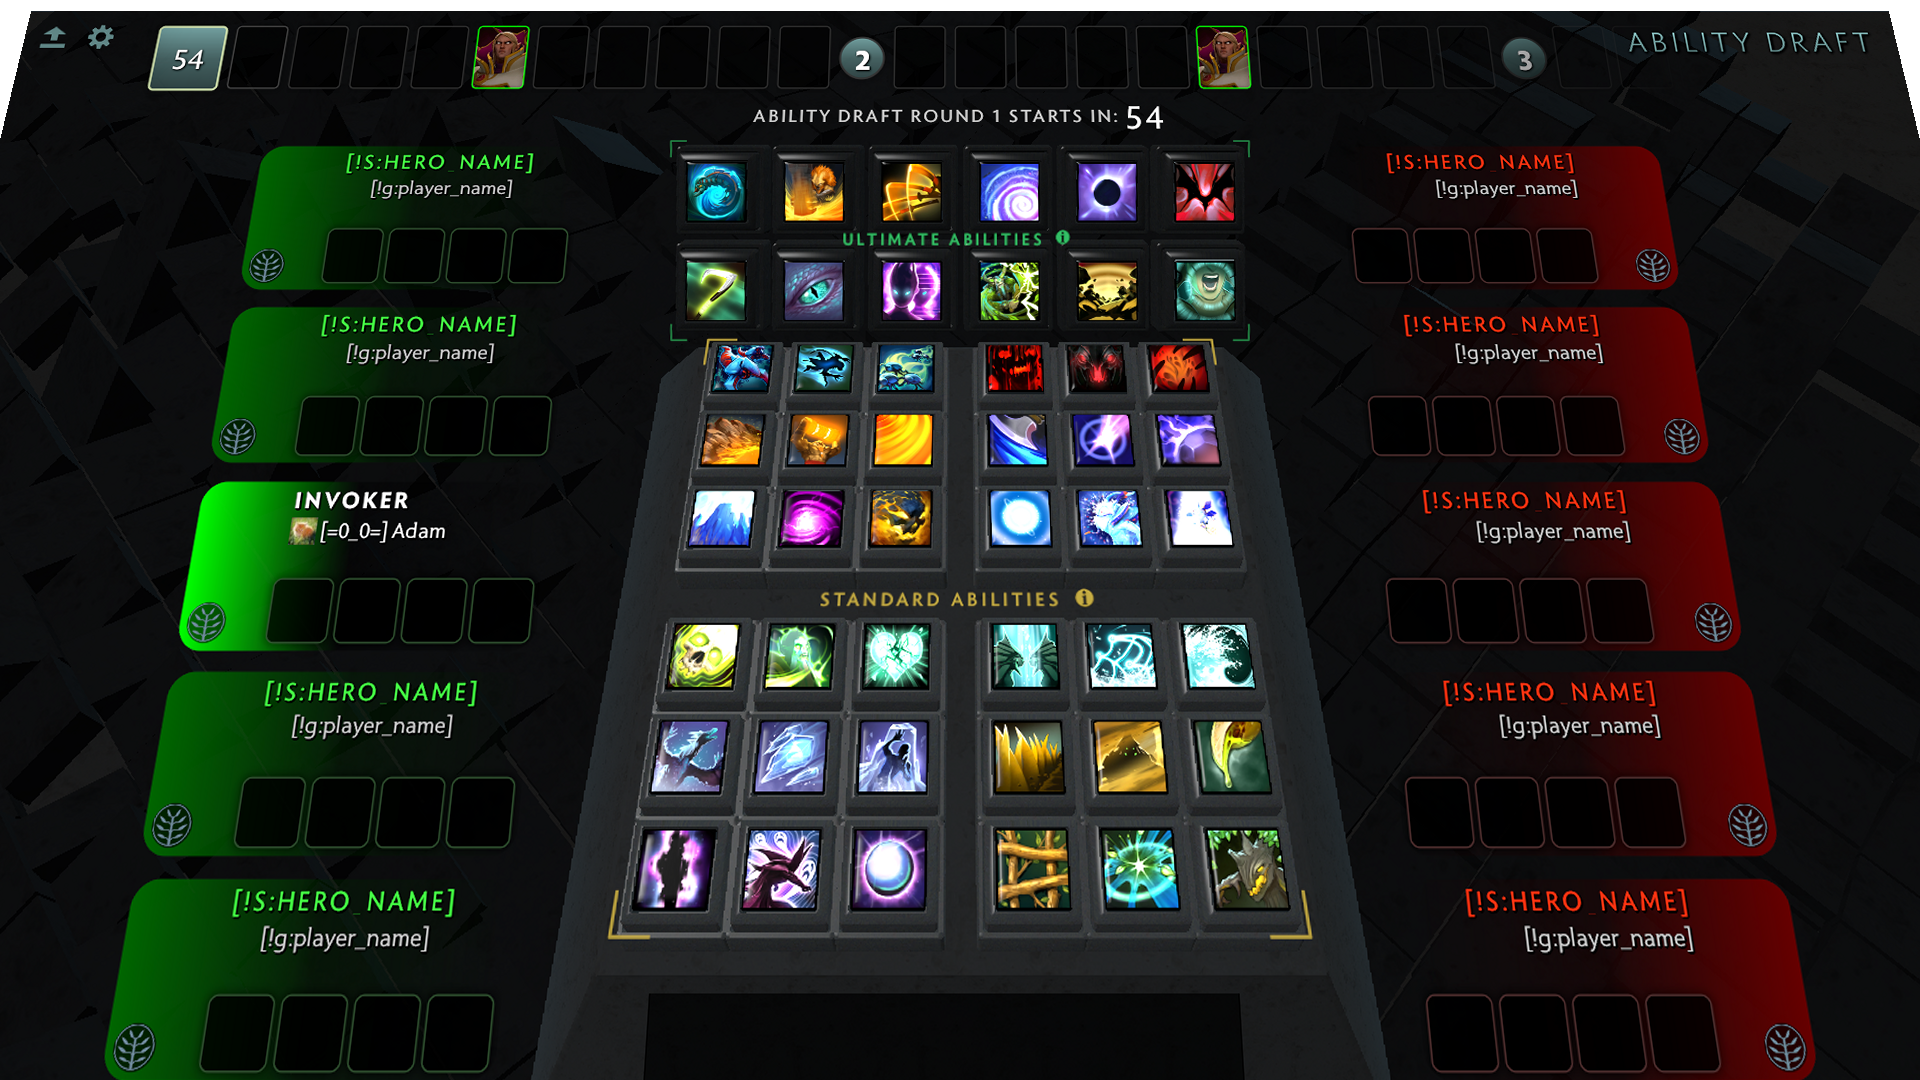 54
2
3
ABILITY DRAFT
ABILITY DRAFT ROUND 1 STARTS IN: 54
ULTIMATE ABILITIES i
STANDARD ABILITIES i
[!S:HERO_NAME]
[!g:player_name]
[!S:HERO_NAME]
[!g:player_name]
INVOKER
[=0_0=] Adam
[!S:HERO_NAME]
[!g:player_name]
[!S:HERO_NAME]
[!g:player_name]
[!S:HERO_NAME]
[!g:player_name]
[!S:HERO_NAME]
[!g:player_name]
[!S:HERO_NAME]
[!g:player_name]
[!S:HERO_NAME]
[!g:player_name]
[!S:HERO_NAME]
[!g:player_name]